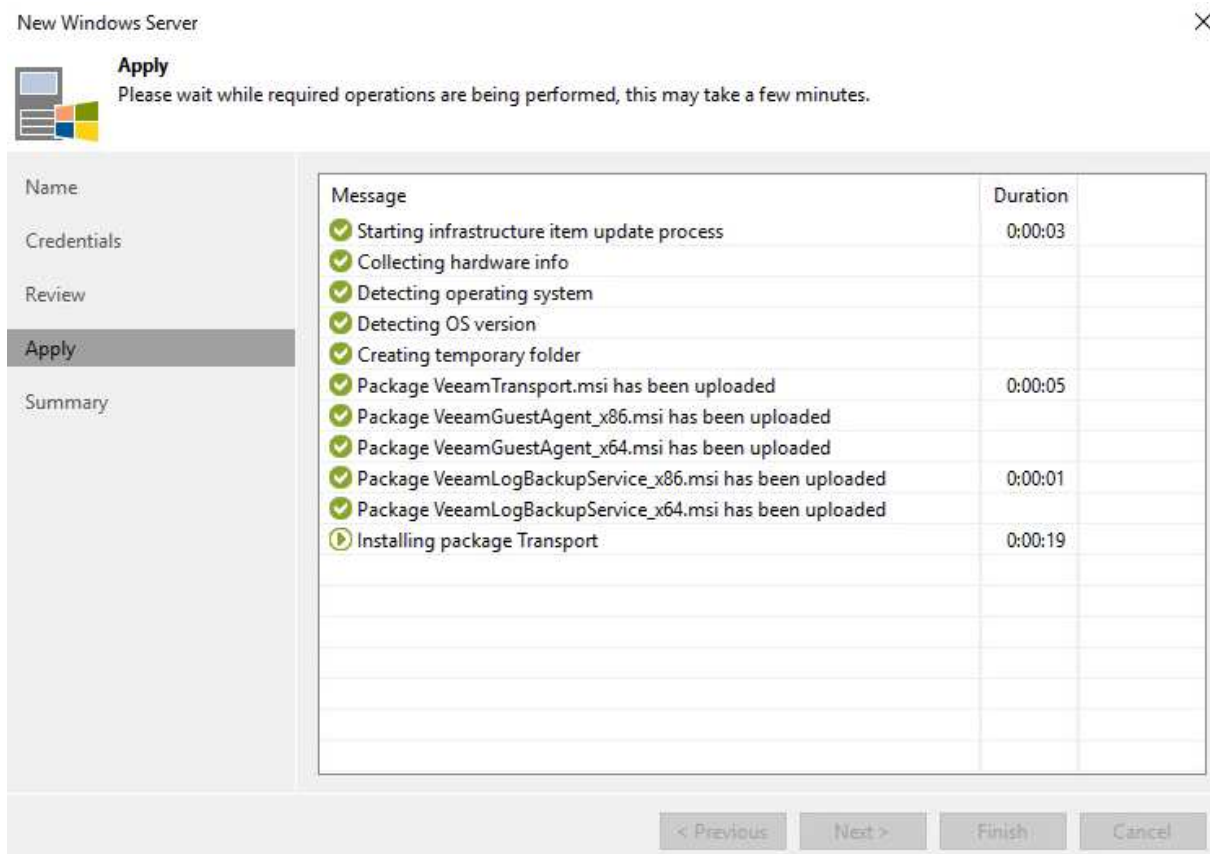 New Windows Server
Apply
Please wait while required operations are being performed, this may take a few minutes.
Name
Credentials
Review
Apply
Summary
Message Duration
Starting infrastructure item update process 0:00:03
Collecting hardware info
Detecting operating system
Detecting OS version
Creating temporary folder
Package VeeamTransport.msi has been uploaded 0:00:05
Package VeeamGuestAgent_x86.msi has been uploaded
Package VeeamGuestAgent_x64.msi has been uploaded
Package VeeamLogBackupService_x86.msi has been uploaded 0:00:01
Package VeeamLogBackupService_x64.msi has been uploaded
Installing package Transport 0:00:19
< Previous Next > Finish Cancel